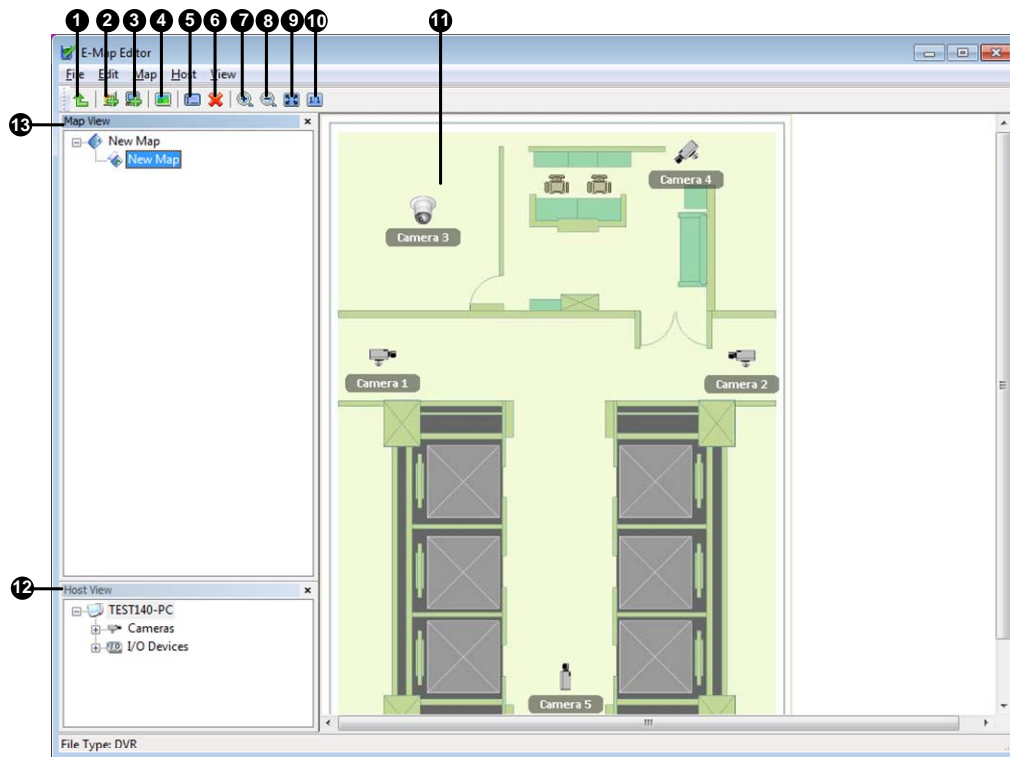 1 2 3 4 5 6 7 8 9 10 11
E-Map Editor
File Edit Map Host View
1:1
13
Map View
New Map
New Map
Camera 4
Camera 3
Camera 1
Camera 2
12
Host View
TEST140-PC
Cameras
I/O Devices
Camera 5
File Type: DVR